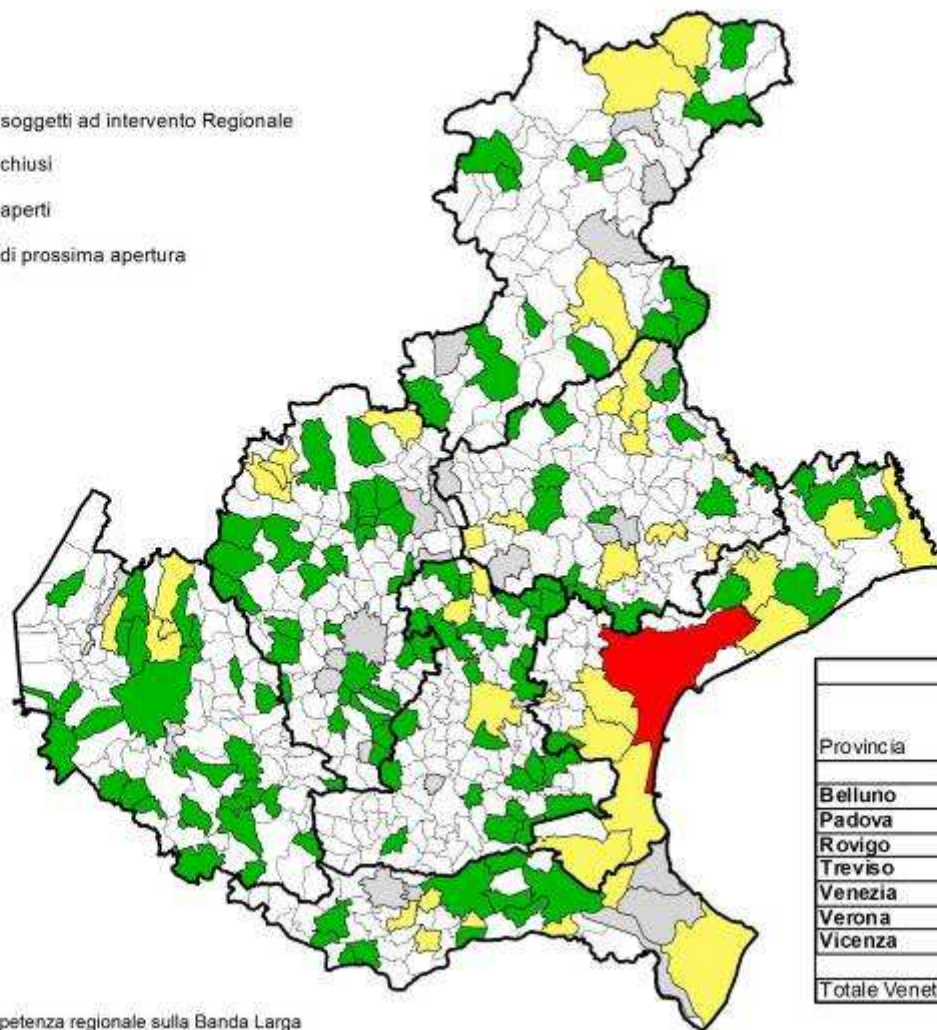 soggetti ad intervento Regionale
chiusi
aperti
di prossima apertura
Provincia
Belluno
Padova
Rovigo
Treviso
Venezia
Verona
Vicenza
Totale Venet
petenza regionale sulla Banda Larga